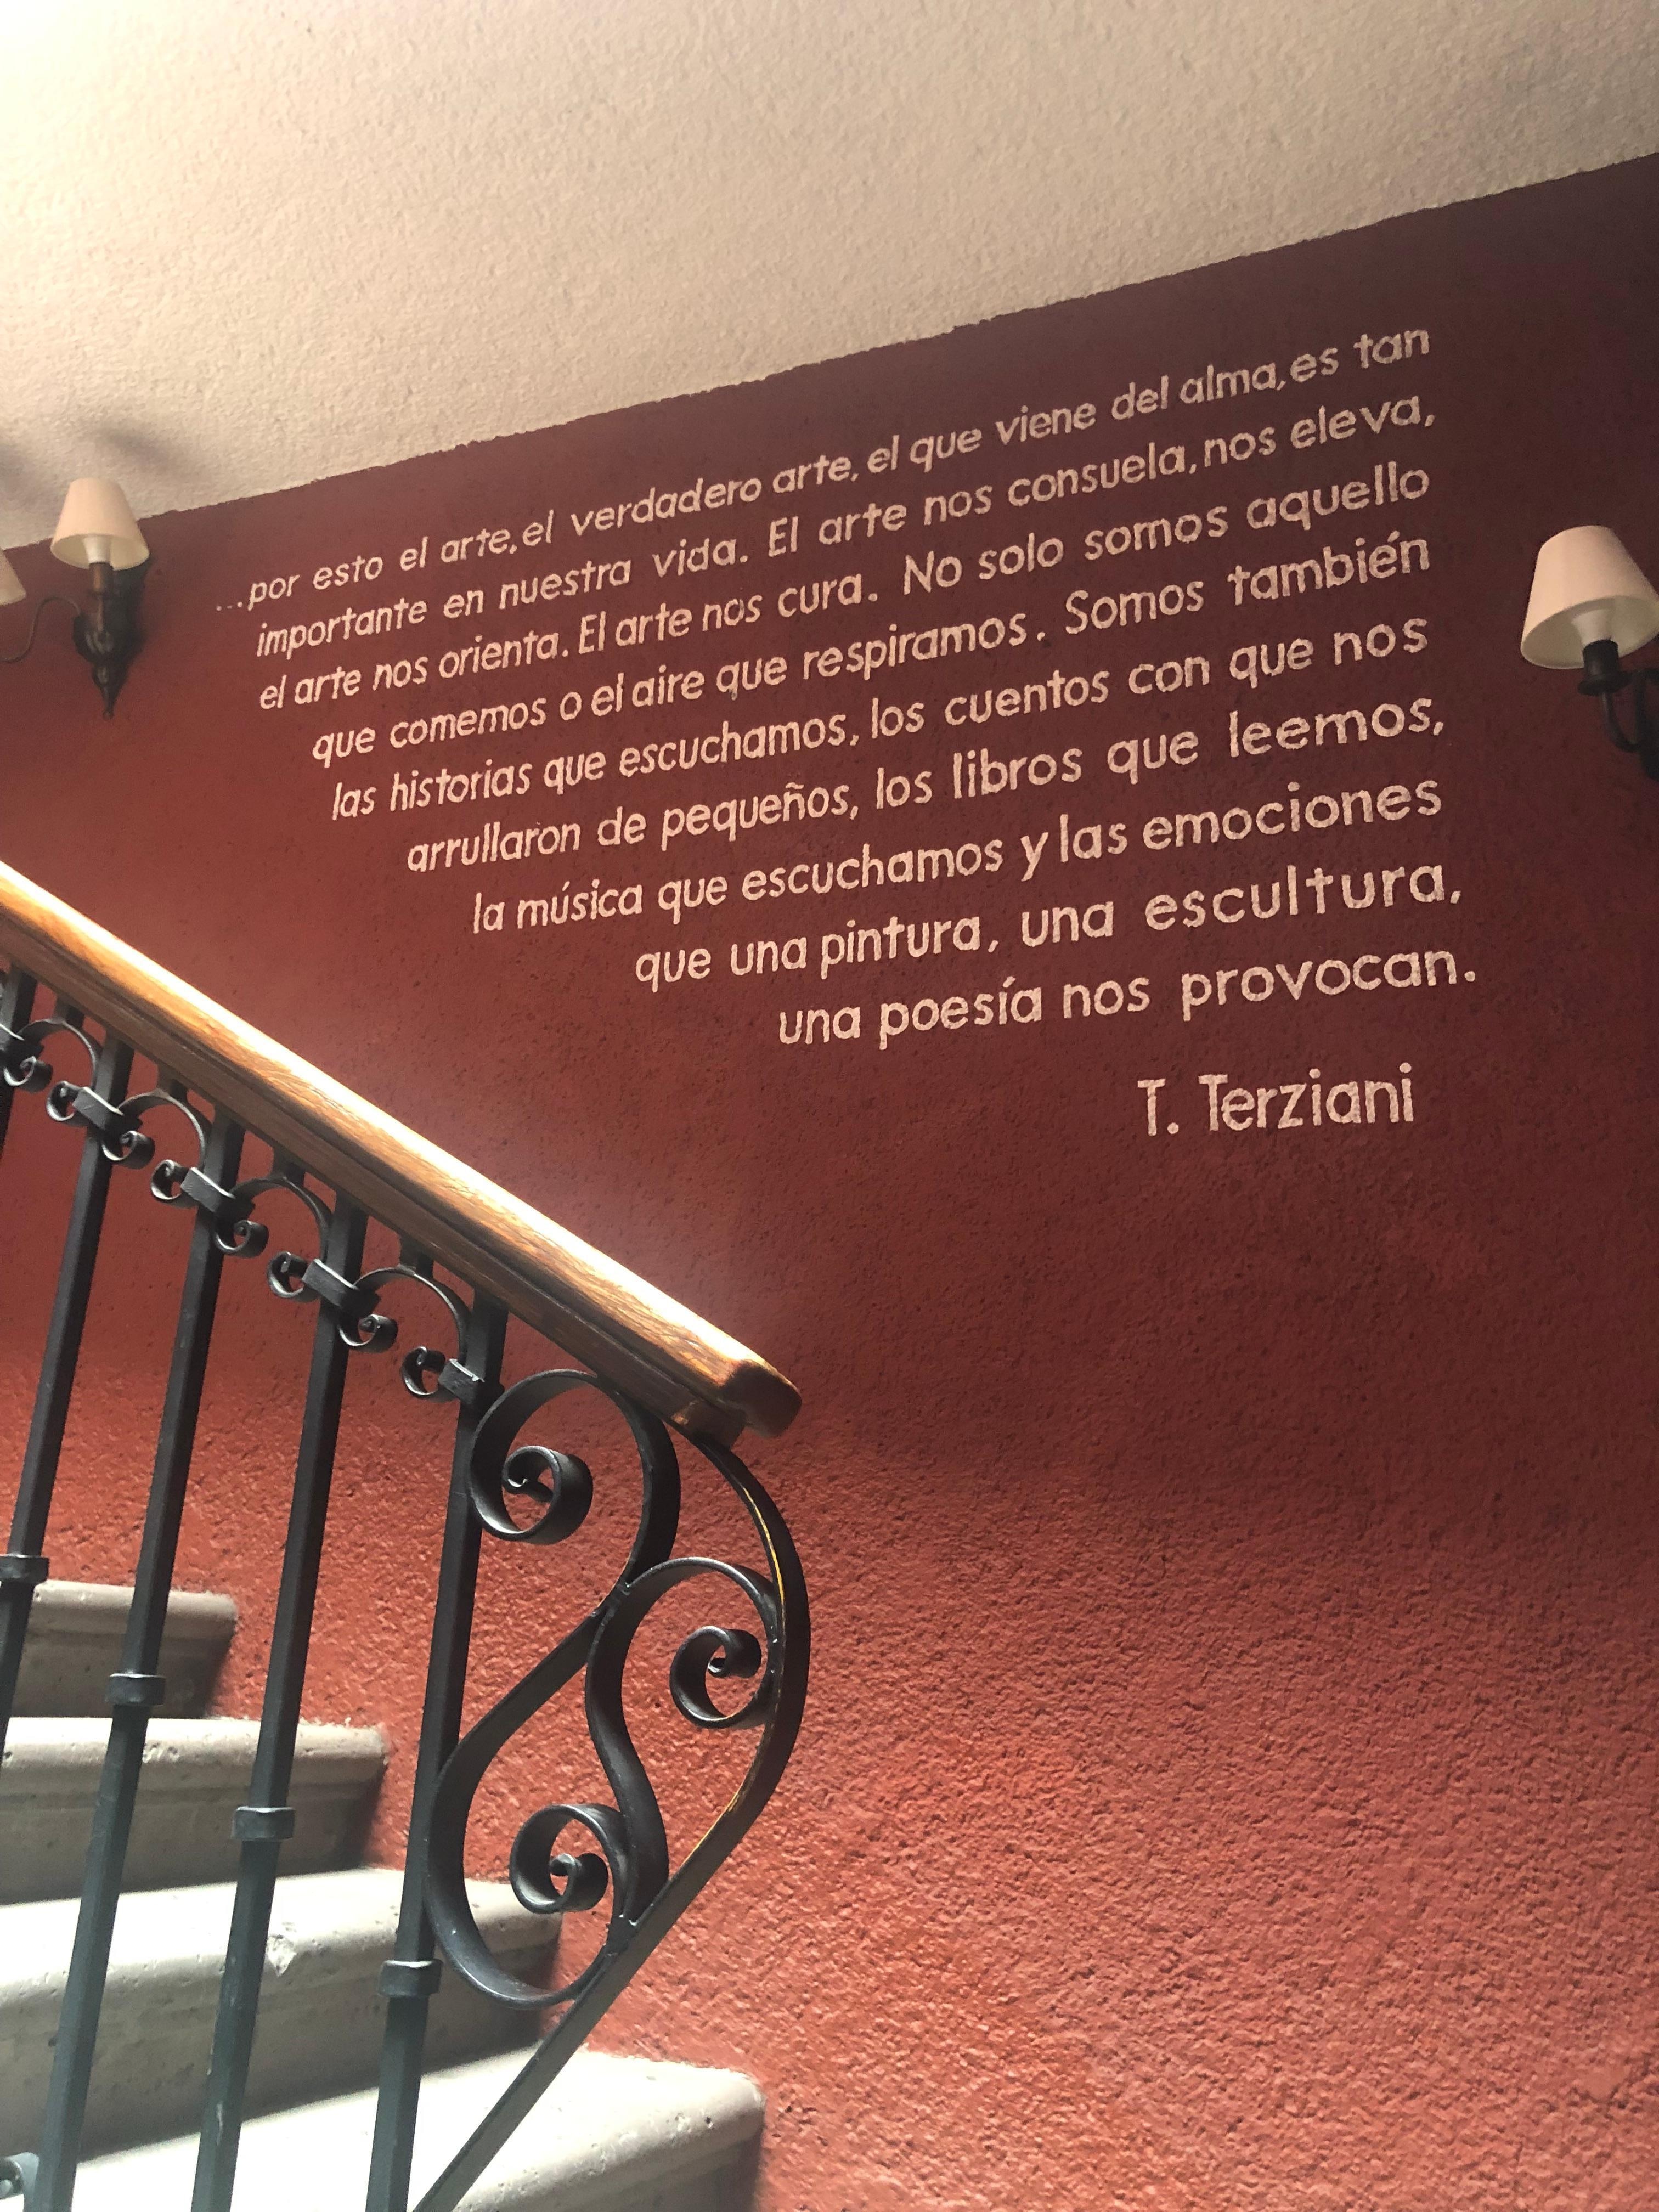 ...por esto el arte, el verdadero arte, el que viene del alma, es tan
importante en nuestra vida. El arte nos consuela, nos eleva,
el arte nos orienta. El arte nos cura. No solo somos aquello
que comemos o el aire que respiramos. Somos también
las historias que escuchamos, los cuentos con que nos
arrullaron de pequeños, los libros que leemos,
la música que escuchamos y las emociones
que una pintura, una escultura,
una poesía nos provocan.
T. Terziani